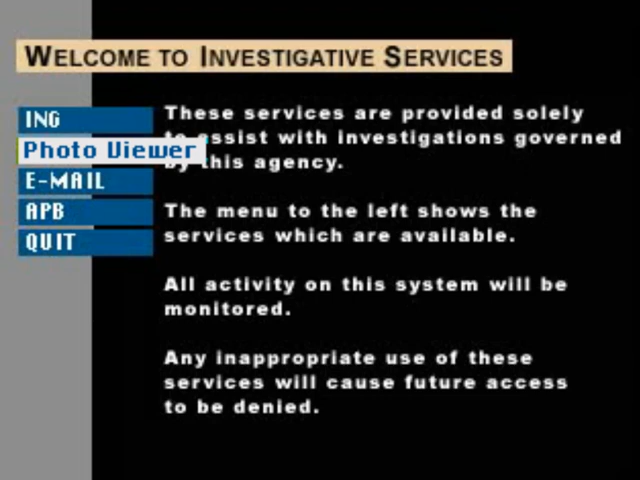 WELCOME TO INVESTIGATIVE SERVICES
ING
Photo Viewer
E-MAIL
APB
QUIT
These services are provided solely
to assist with investigations governed
by this agency.
The menu to the left shows the
services which are available.
All activity on this system will be
monitored.
Any inappropriate use of these
services will cause future access
to be denied.